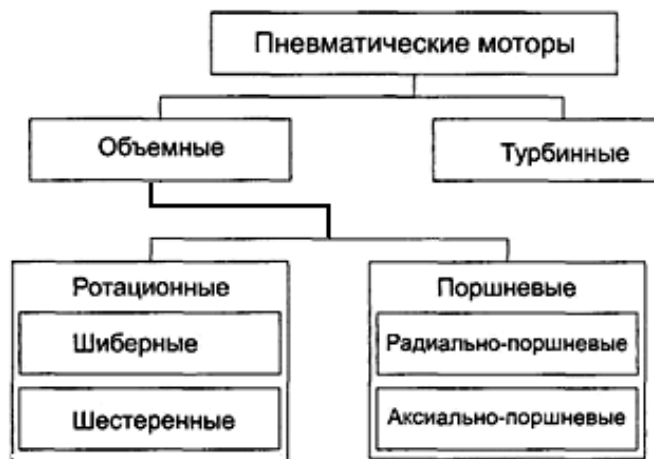 Пневматические моторы
Объемные
Турбинные
Ротационные
Поршневые
Шиберные
Радиально-поршневые
Шестеренные
Аксиально-поршневые